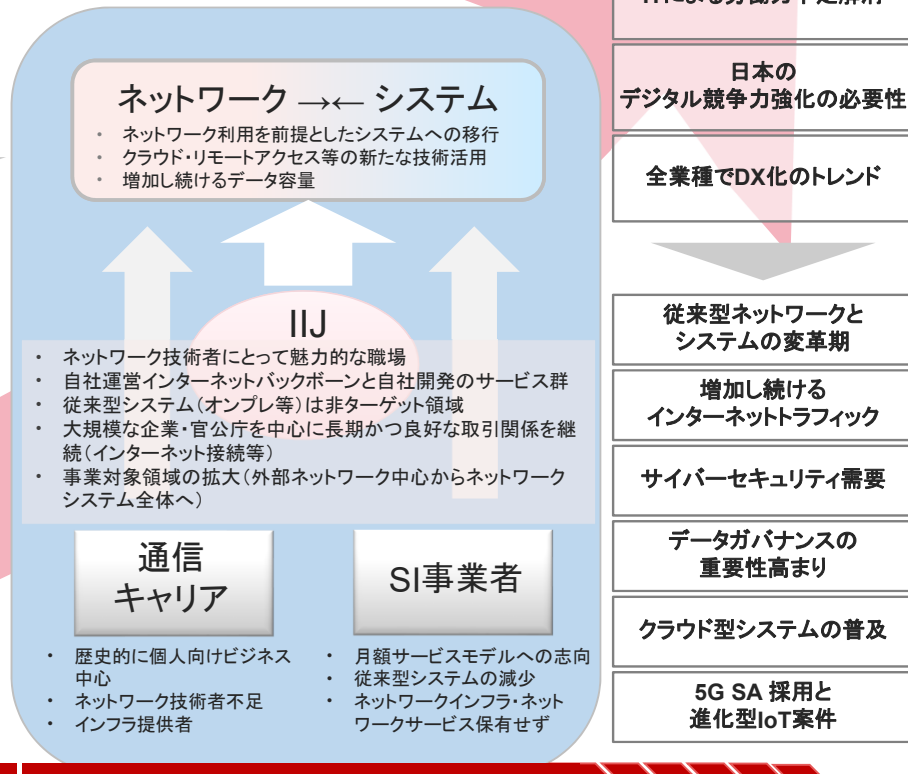 ネットワーク →← システム
・ ネットワーク利用を前提としたシステムへの移行
・ クラウド・リモートアクセス等の新たな技術活用
・ 増加し続けるデータ容量
IIJ
・ ネットワーク技術者にとって魅力的な職場
・ 自社運営インターネットバックボーンと自社開発のサービス群
・ 従来型システム（オンプレ等）は非ターゲット領域
・ 大規模な企業・官公庁を中心に長期かつ良好な取引関係を継
続（インターネット接続等）
・ 事業対象領域の拡大（外部ネットワーク中心からネットワーク
システム全体へ）
通信
キャリア
・ 歴史的に個人向けビジネス
中心
・ ネットワーク技術者不足
・ インフラ提供者
SI事業者
・ 月額サービスモデルへの志向
・ 従来型システムの減少
・ ネットワークインフラ・ネット
ワークサービス保有せず
日本の
デジタル競争力強化の必要性
全業種でDX化のトレンド
従来型ネットワークと
システムの変革期
増加し続ける
インターネットトラフィック
サイバーセキュリティ需要
データガバナンスの
重要性高まり
クラウド型システムの普及
5G SA 採用と
進化型IoT案件